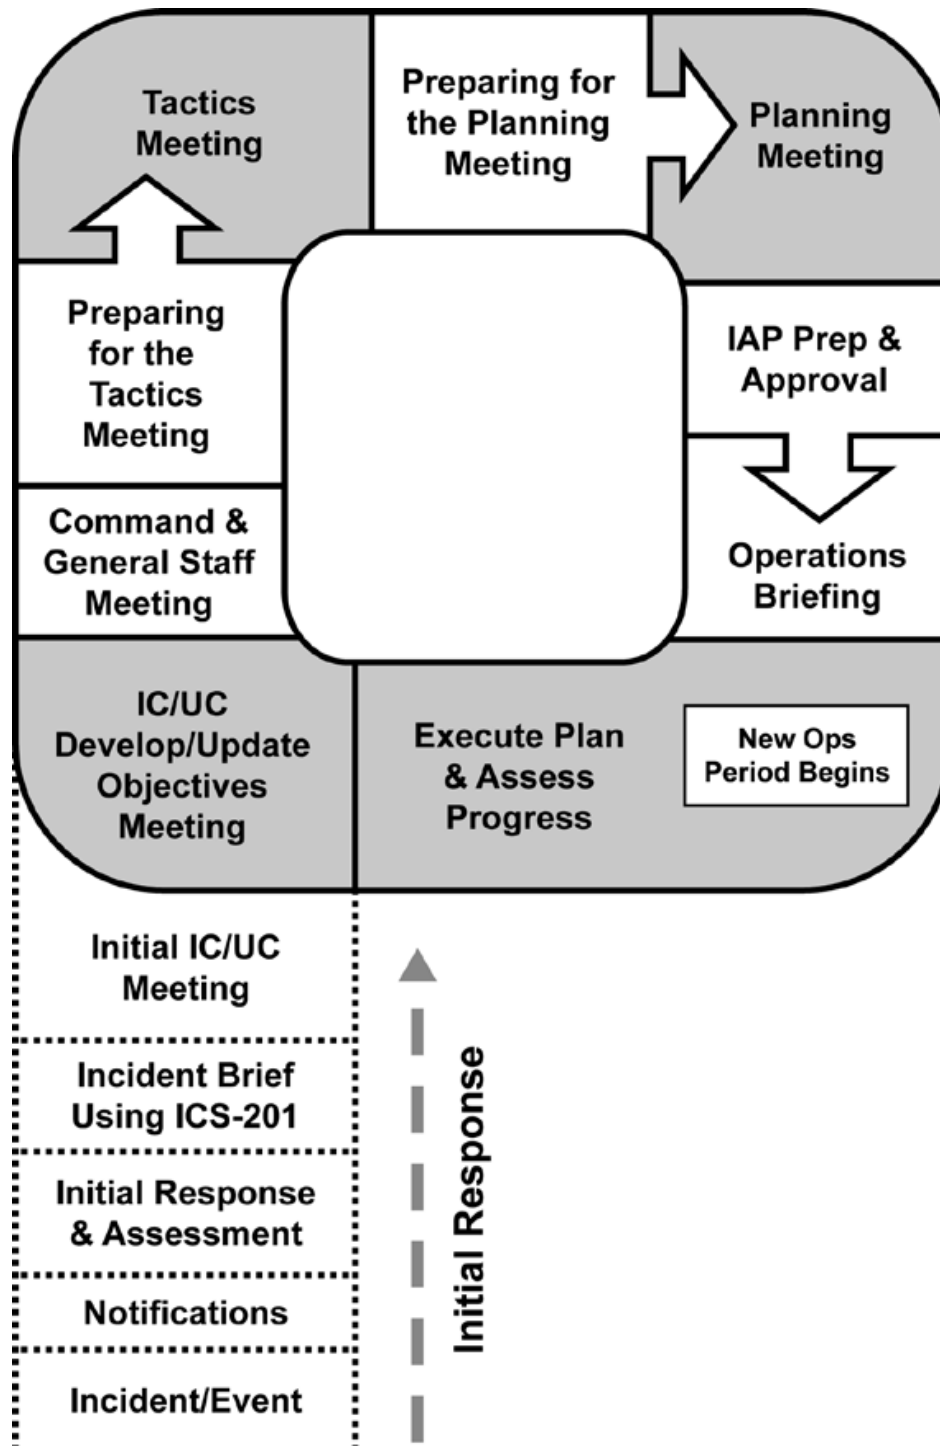 Tactics
Meeting
Preparing for
the Planning
Meeting
Planning
Meeting
Preparing
for the
Tactics
Meeting
IAP Prep &
Approval
Command &
General Staff
Meeting
Operations
Briefing
IC/UC
Develop/Update
Objectives
Meeting
Execute Plan
& Assess
Progress
New Ops
Period Begins
Initial IC/UC
Meeting
Incident Brief
Using ICS-201
Initial Response
& Assessment
Notifications
Incident/Event
Initial Response